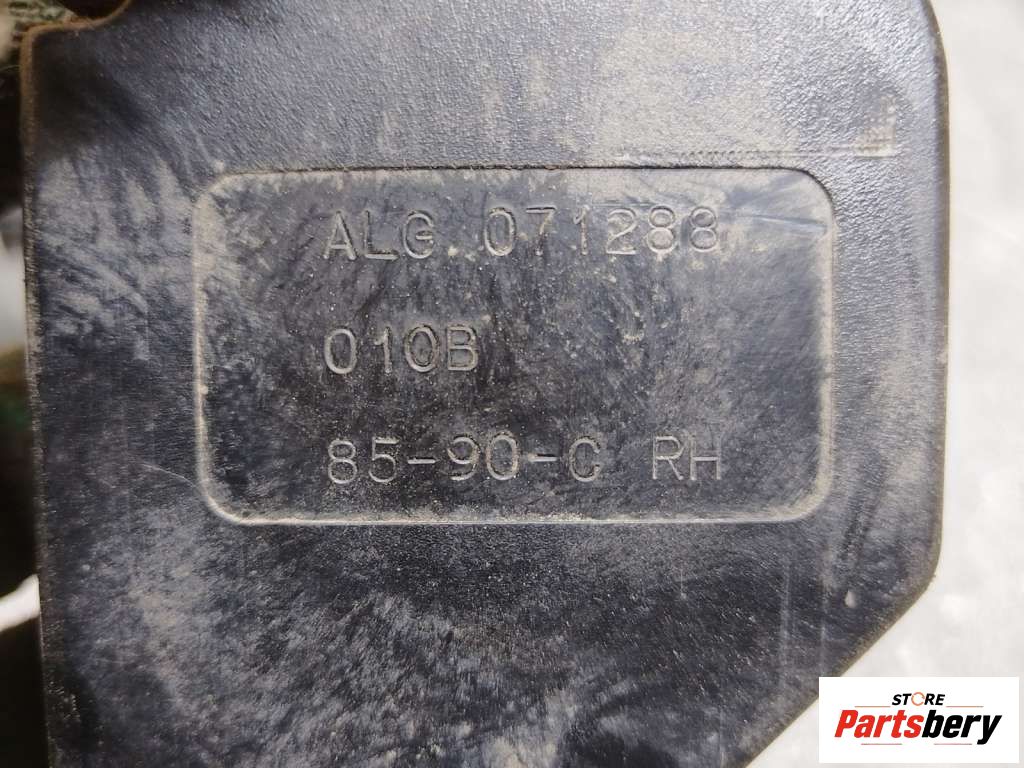 ALG 071288
010B
85-90-C RH
STORE
Partsbery